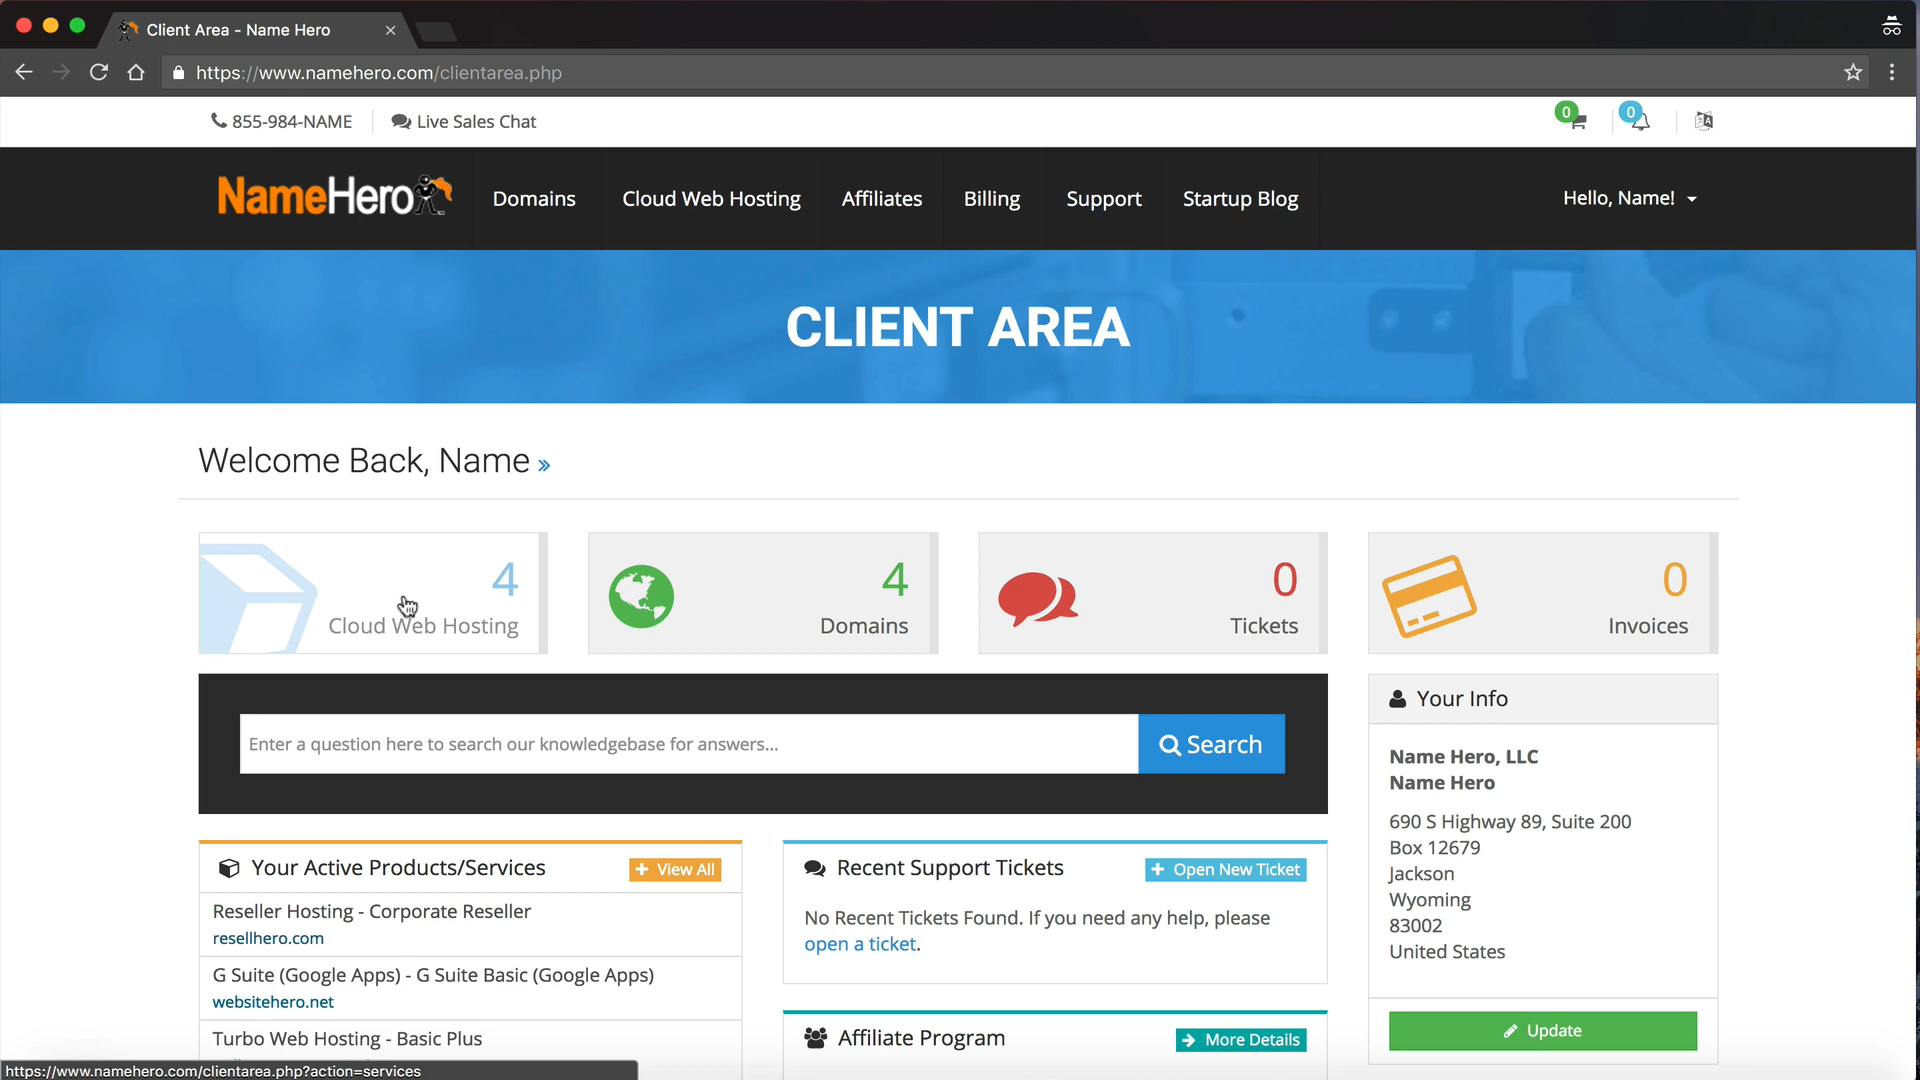 Client Area - Name Hero
https://www.namehero.com/clientarea.php
855-984-NAME
Live Sales Chat
0
0
NameHero
Domains
Cloud Web Hosting
Affiliates
Billing
Support
Startup Blog
Hello, Name!
CLIENT AREA
Welcome Back, Name »
4
Cloud Web Hosting
4
Domains
0
Tickets
0
Invoices
Enter a question here to search our knowledgebase for answers...
Search
Your Info
Name Hero, LLC
Name Hero
690 S Highway 89, Suite 200
Box 12679
Jackson
Wyoming
83002
United States
Update
Your Active Products/Services
+ View All
Reseller Hosting - Corporate Reseller
resellhero.com
G Suite (Google Apps) - G Suite Basic (Google Apps)
websitehero.net
Turbo Web Hosting - Basic Plus
Recent Support Tickets
+ Open New Ticket
No Recent Tickets Found. If you need any help, please
open a ticket.
Affiliate Program
More Details
https://www.namehero.com/clientarea.php?action=services